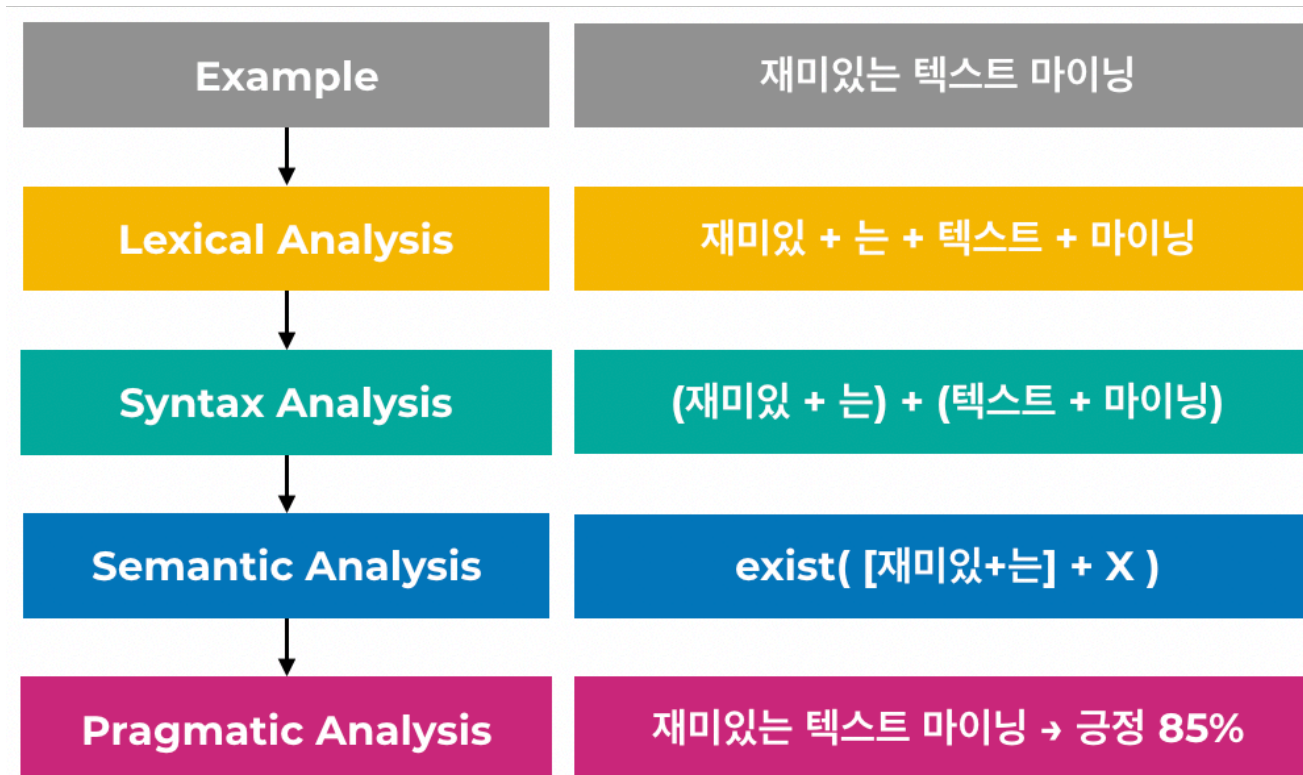 Example
재미있는 텍스트 마이닝
Lexical Analysis
재미있 + 는 + 텍스트 + 마이닝
Syntax Analysis
(재미있 + 는) + (텍스트 + 마이닝)
Semantic Analysis
exist( [재미있+는] + X )
Pragmatic Analysis
재미있는 텍스트 마이닝 → 긍정 85%